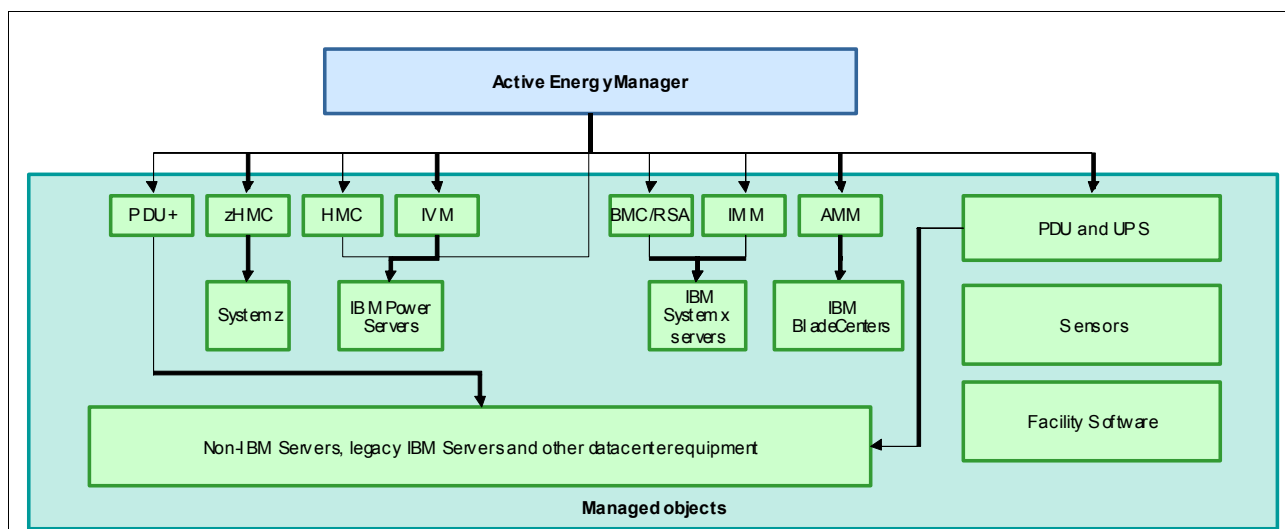 Active Energy Manager
PDU+
zHMC
HMC
IVM
BMC/RSA
IMM
AMM
PDU and UPS
System z
IBM Power
Servers
IBM
System x
servers
IBM
BladeCenters
Sensors
Facility Software
Non-IBM Servers, legacy IBM Servers and other datacenter equipment
Managed objects